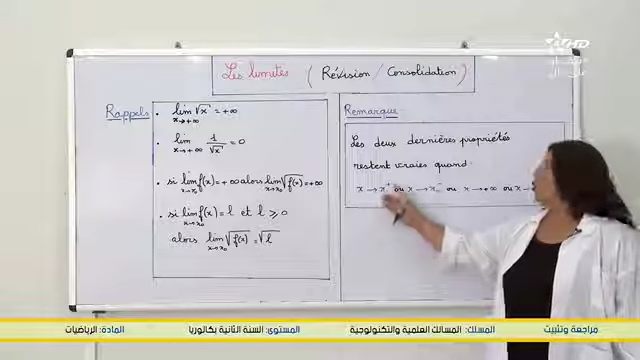 Les limites ( Révision / Consolidation )
Rappels
• lim √x = +∞
x→+∞
• lim 1/√x = 0
x→+∞
• si lim f(x) = +∞ alors lim √f(x) = +∞
x→x₀ x→x₀
• si lim f(x) = l et l ⩾ 0
x→x₀
alors lim √f(x) = √l
x→x₀
Remarque
Les deux dernières propriétés
restent vraies quand
x → x₀⁺ ou x → x₀⁻ ou x → +∞ ou x →
مراجعة وتثبيت
المسلك: المسالك العلمية والتكنولوجية
المستوى: السنة الثانية بكالوريا
المادة: الرياضيات